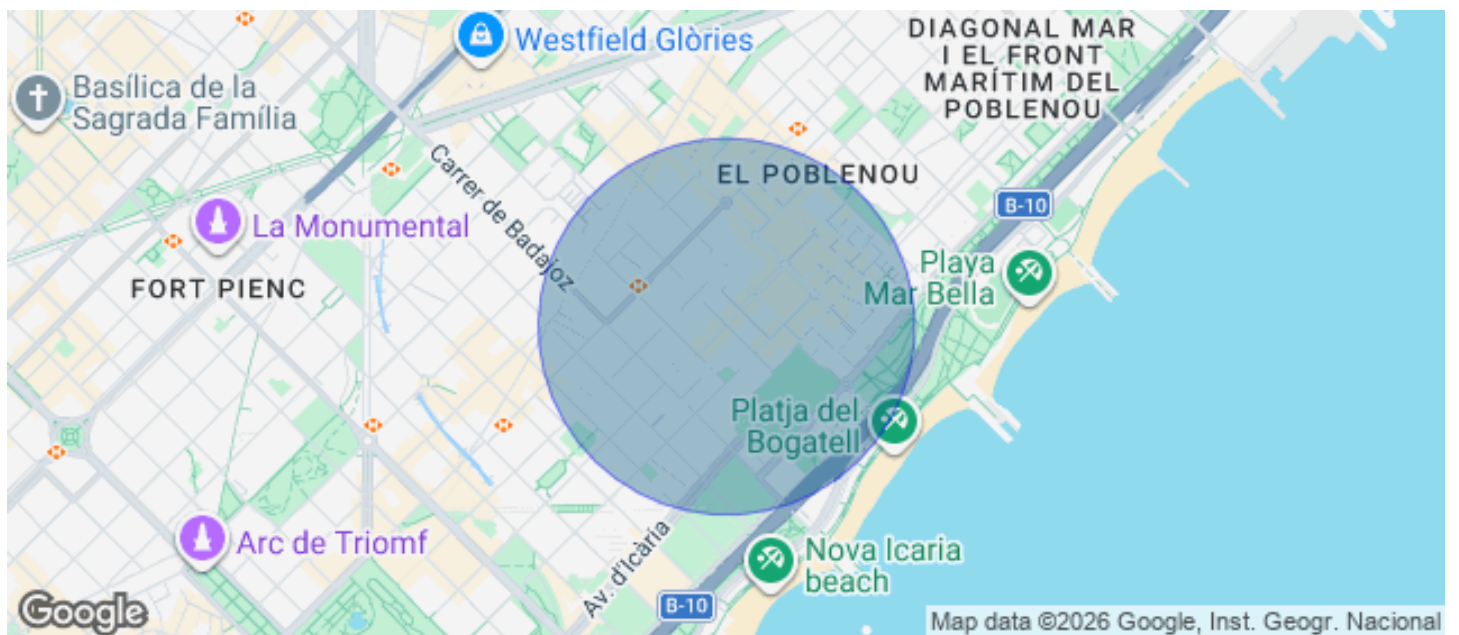 DIAGONAL MAR
I EL FRONT
MARÍTIM DEL
POBLENOU
Westfield Glòries
Basílica de la
Sagrada Família
Carrer de Badajoz
EL POBLENOU
B-10
La Monumental
Playa
Mar Bella
FORT PIENC
Platja del
Bogatell
Arc de Triomf
Av. d'Icària
Nova Icaria
beach
B-10
Google
Map data ©2026 Google, Inst. Geogr. Nacional